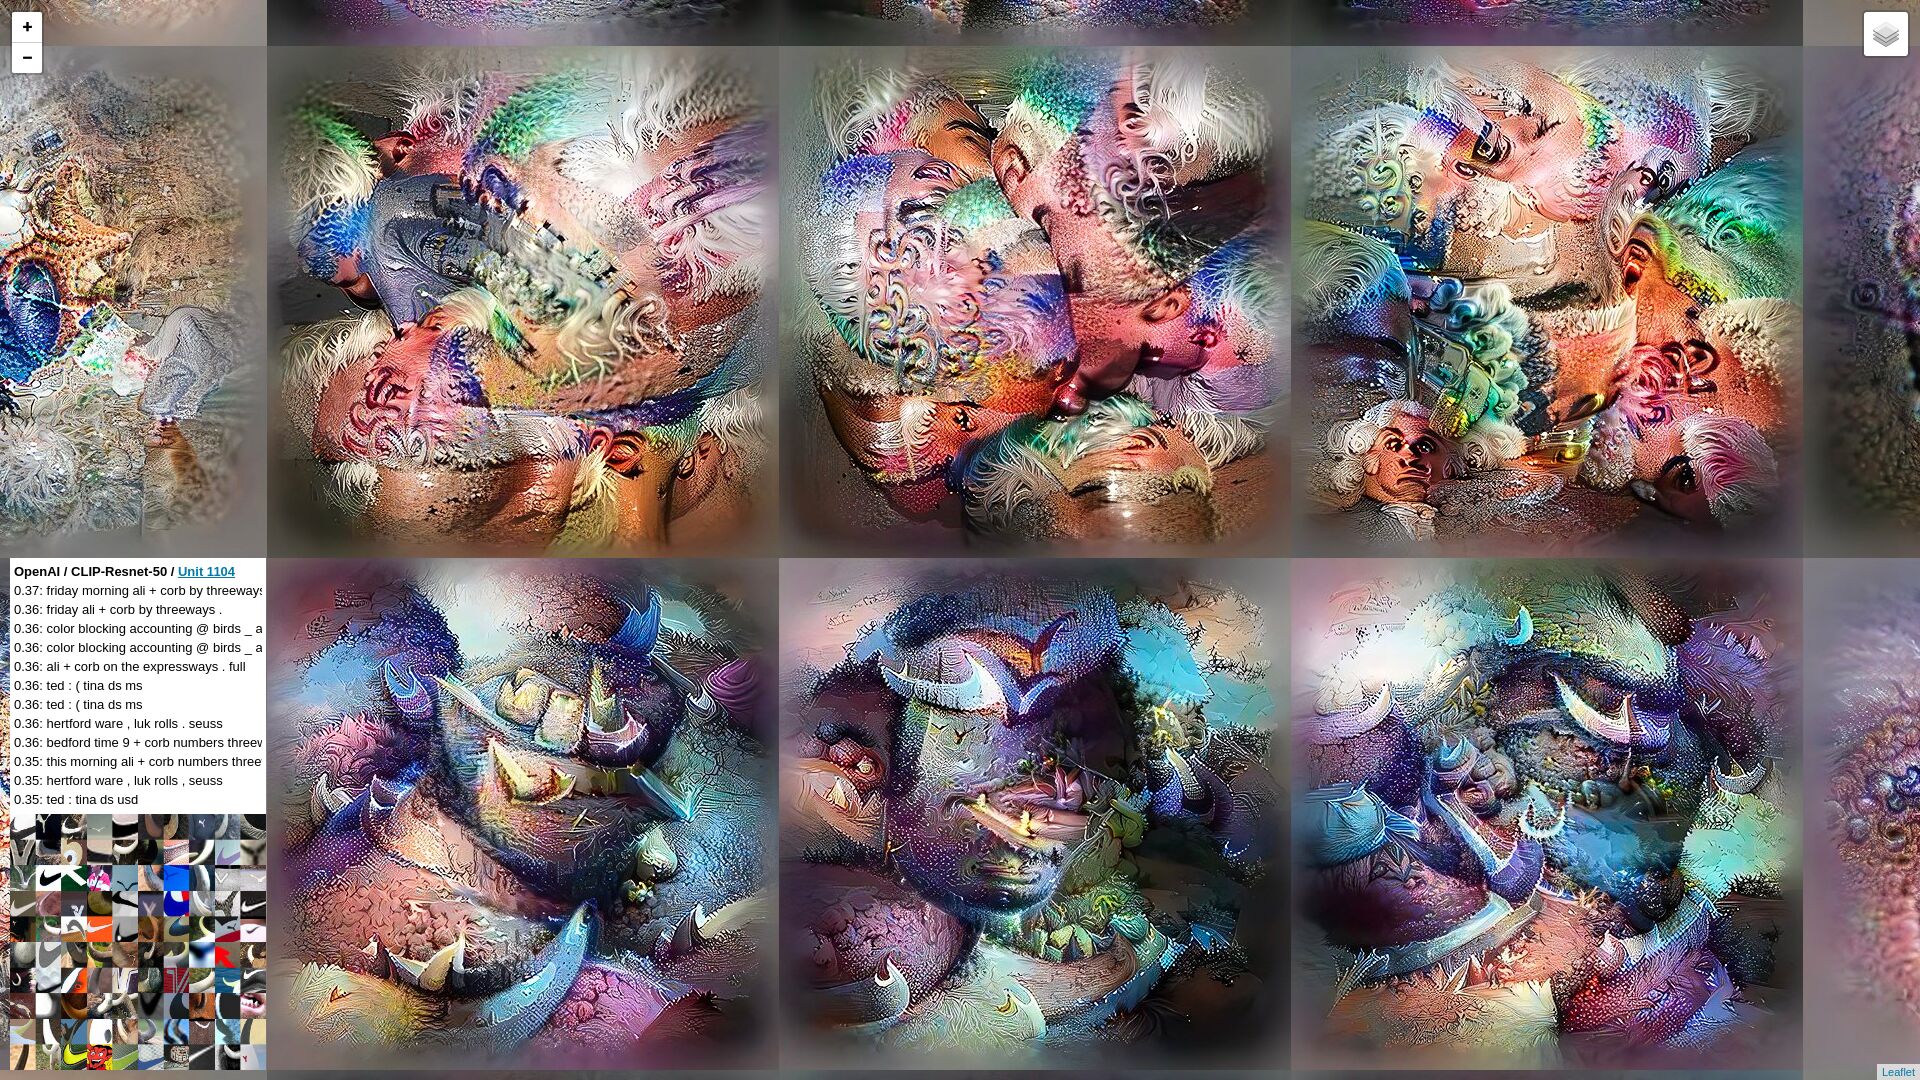 +
−
OpenAI / CLIP-Resnet-50 / Unit 1104
0.37: friday morning ali + corb by threeways
0.36: friday ali + corb by threeways .
0.36: color blocking accounting @ birds _ a
0.36: color blocking accounting @ birds _ a
0.36: ali + corb on the expressways . full
0.36: ted : ( tina ds ms
0.36: ted : ( tina ds ms
0.36: hertford ware , luk rolls . seuss
0.36: bedford time 9 + corb numbers threew
0.35: this morning ali + corb numbers three
0.35: hertford ware , luk rolls , seuss
0.35: ted : tina ds usd
Leaflet